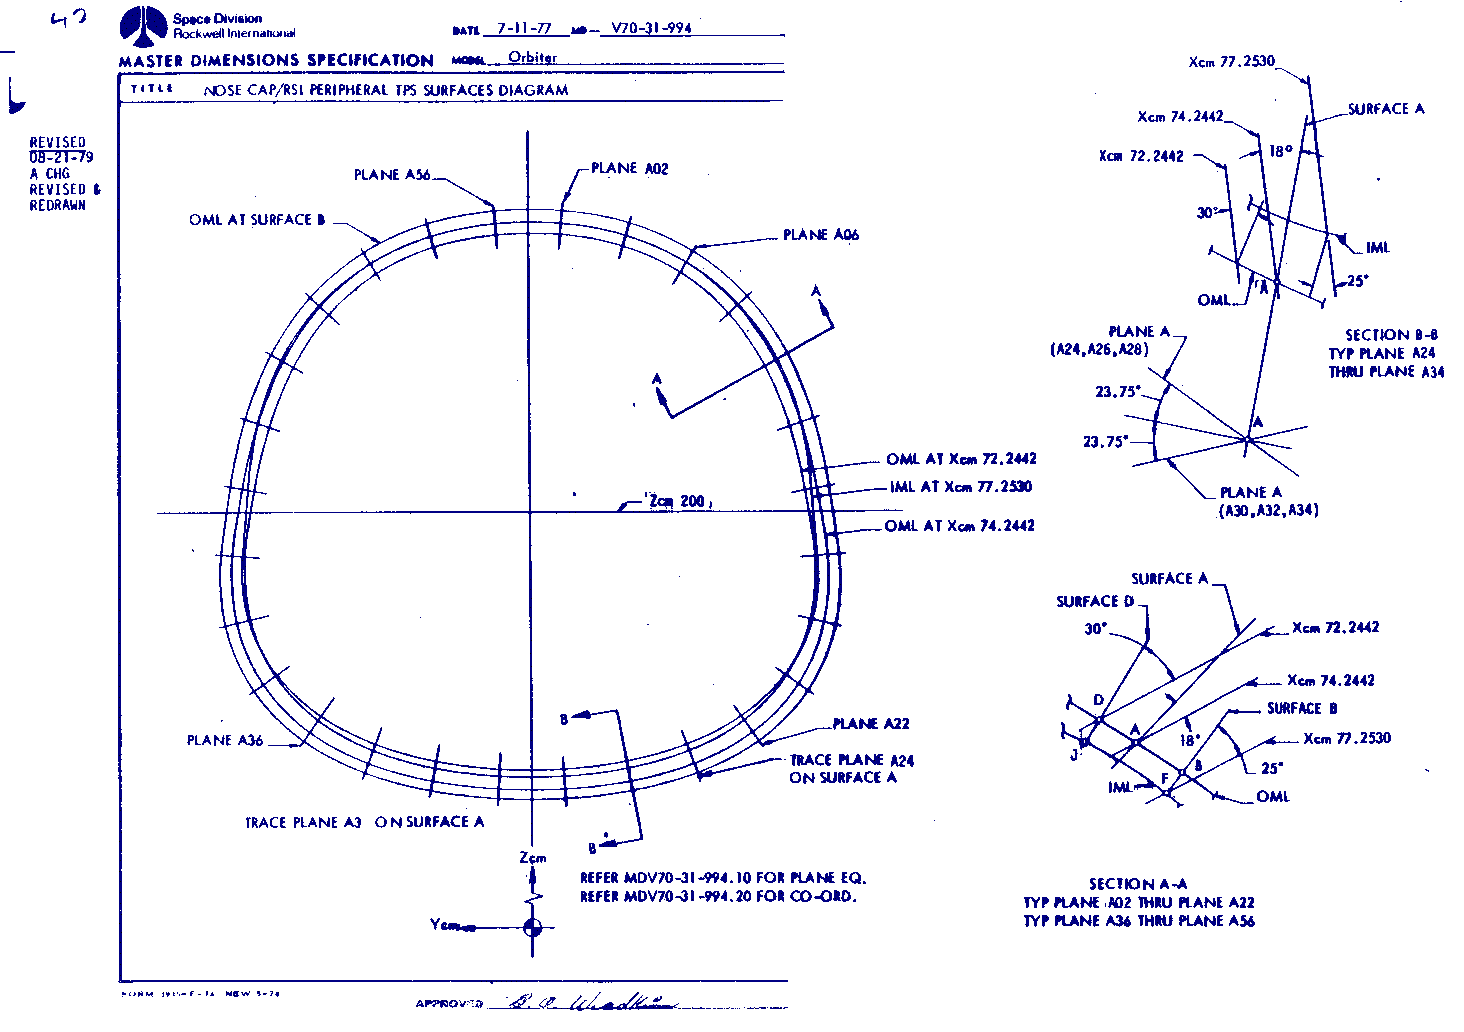 Space Division
Rockwell International
DATE 7-11-77 MD- V70-31-994
MASTER DIMENSIONS SPECIFICATION MODEL Orbiter
TITLE NOSE CAP/RSI PERIPHERAL TPS SURFACES DIAGRAM
REVISED
08-21-79
A CHG
REVISED &
REDRAWN
PLANE A56
PLANE A02
OML AT SURFACE B
PLANE A06
A
A
OML AT Xcm 72.2442
IML AT Xcm 77.2530
Zcm 200
OML AT Xcm 74.2442
PLANE A36
B
PLANE A22
TRACE PLANE A24
ON SURFACE A
TRACE PLANE A3 ON SURFACE A
B
Zcm
REFER MDV70-31-994.10 FOR PLANE EQ.
REFER MDV70-31-994.20 FOR CO-ORD.
Ycm
APPROVED
Xcm 77.2530
SURFACE A
Xcm 74.2442
18°
Xcm 72.2442
30°
IML
25°
A
OML
SECTION B-B
TYP PLANE A24
THRU PLANE A34
PLANE A
(A24,A26,A28)
23.75°
A
23.75°
PLANE A
(A30,A32,A34)
SURFACE A
SURFACE D
30°
Xcm 72.2442
Xcm 74.2442
D
SURFACE B
A
18°
Xcm 77.2530
J
B
25°
F
IML
OML
SECTION A-A
TYP PLANE A02 THRU PLANE A22
TYP PLANE A36 THRU PLANE A56